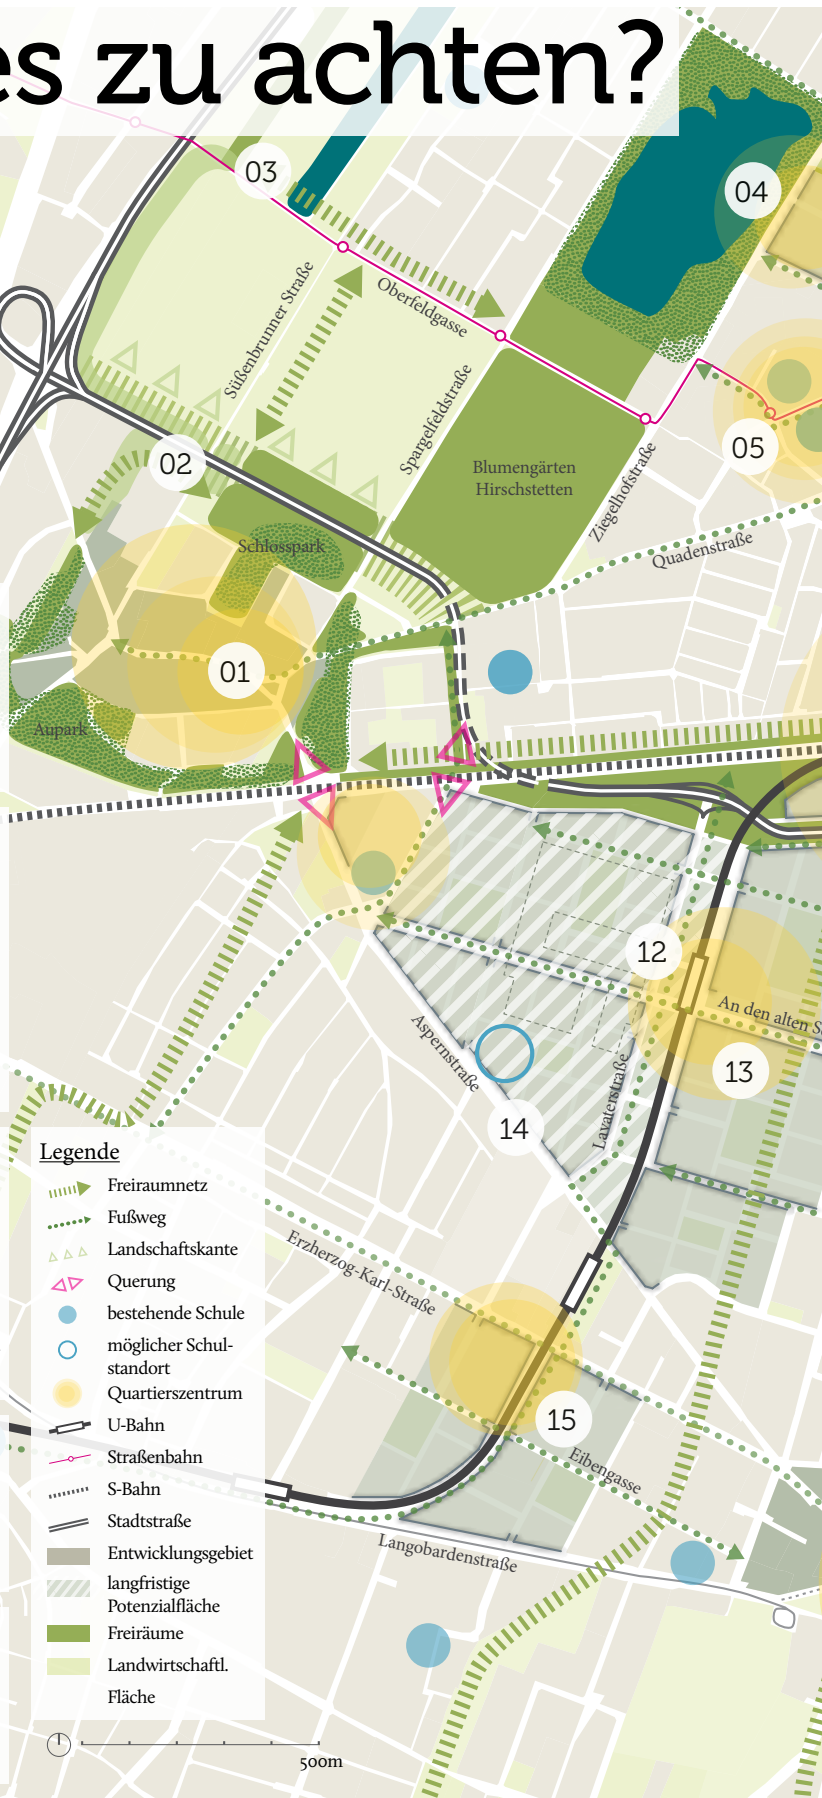 es zu achten?
03
04
Süßenbrunner Straße
Oberfeldgasse
Spargelfeldstraße
05
02
Blumengärten
Hirschstetten
Ziegelhofstraße
Schlosspark
Quadenstraße
01
Aupark
12
An den alten S
Aspernstraße
Lavaterstraße
13
14
Erzherzog-Karl-Straße
15
Eibengasse
Langobardenstraße
Legende
Freiraumnetz
Fußweg
Landschaftskante
Querung
bestehende Schule
möglicher Schul-
standort
Quartierszentrum
U-Bahn
Straßenbahn
S-Bahn
Stadtstraße
Entwicklungsgebiet
langfristige
Potenzialfläche
Freiräume
Landwirtschaftl.
Fläche
500m